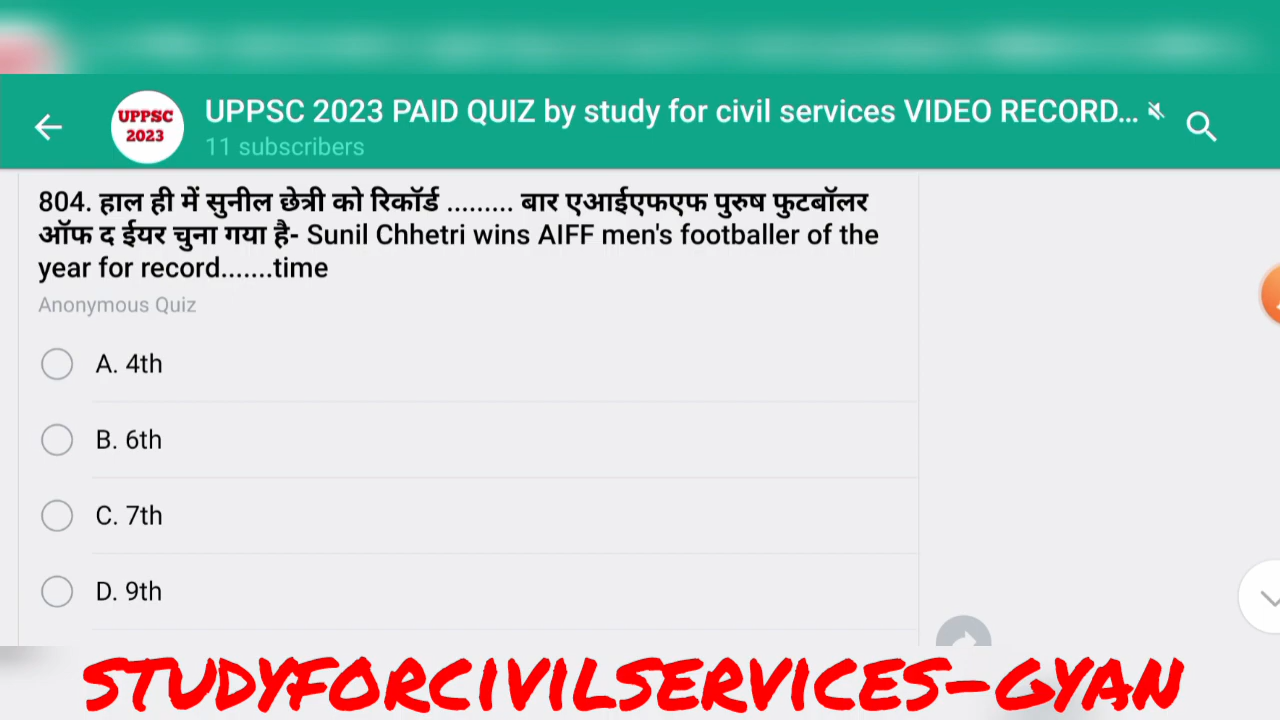 UPPSC
2023
UPPSC 2023 PAID QUIZ by study for civil services VIDEO RECORD...
11 subscribers
804. हाल ही में सुनील छेत्री को रिकॉर्ड ......... बार एआईएफएफ पुरुष फुटबॉलर
ऑफ द ईयर चुना गया है- Sunil Chhetri wins AIFF men's footballer of the
year for record.......time
Anonymous Quiz
A. 4th
B. 6th
C. 7th
D. 9th
STUDYFORCIVILSERVICES-GYAN